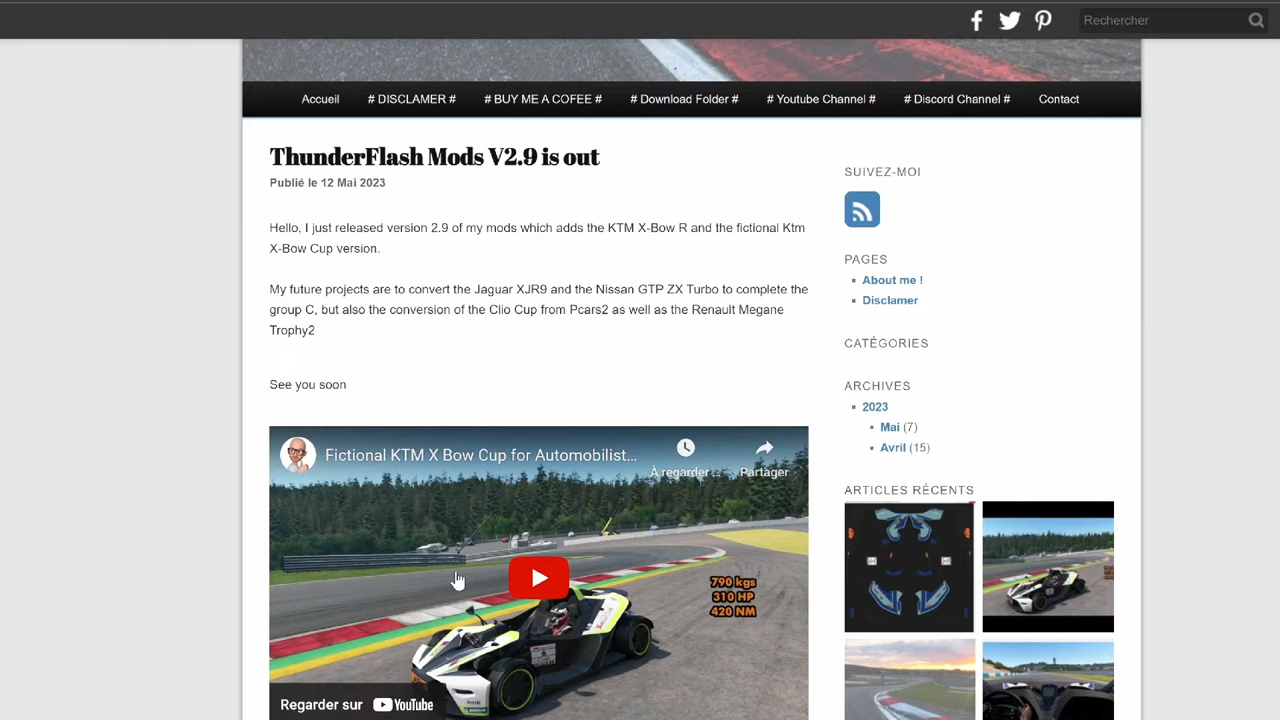 Rechercher
Accueil
# DISCLAMER #
# BUY ME A COFEE #
# Download Folder #
# Youtube Channel #
# Discord Channel #
Contact
ThunderFlash Mods V2.9 is out
Publié le 12 Mai 2023
Hello, I just released version 2.9 of my mods which adds the KTM X-Bow R and the fictional Ktm
X-Bow Cup version.
My future projects are to convert the Jaguar XJR9 and the Nissan GTP ZX Turbo to complete the
group C, but also the conversion of the Clio Cup from Pcars2 as well as the Renault Megane
Trophy2
See you soon
Fictional KTM X Bow Cup for Automobilist...
À regarder ...
Partager
790 kgs
310 HP
420 NM
Regarder sur YouTube
SUIVEZ-MOI
PAGES
About me !
Disclamer
CATÉGORIES
ARCHIVES
2023
Mai (7)
Avril (15)
ARTICLES RÉCENTS